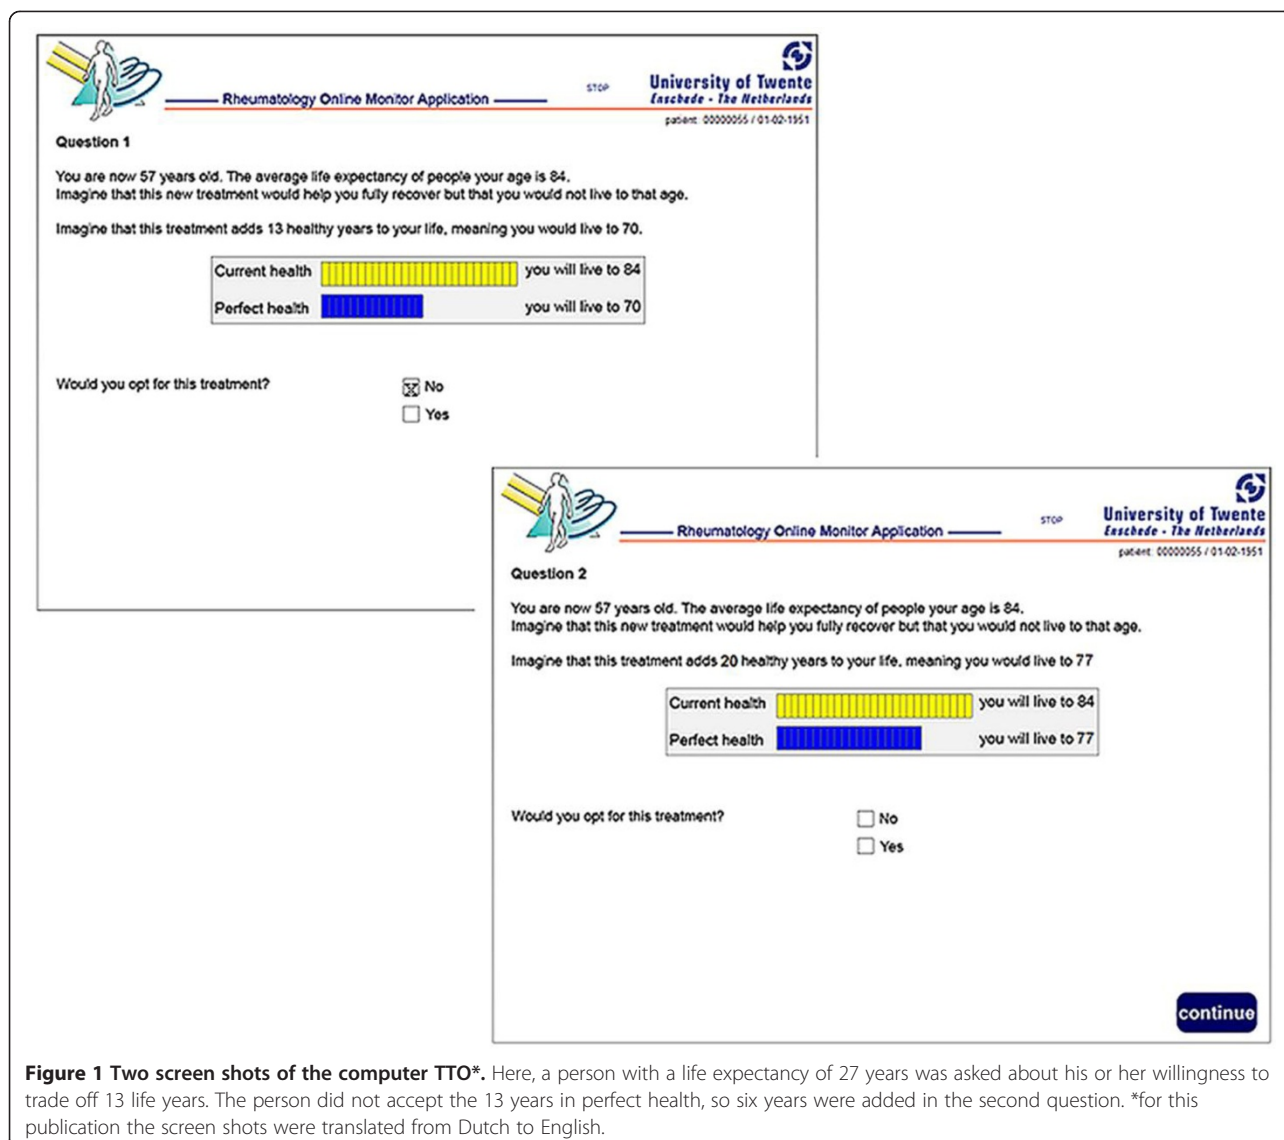 Rheumatology Online Monitor Application
STOP
University of Twente
Enschede - The Netherlands
patient: 00000055 / 01-02-1951
Question 1
You are now 57 years old. The average life expectancy of people your age is 84.
Imagine that this new treatment would help you fully recover but that you would not live to that age.
Imagine that this treatment adds 13 healthy years to your life, meaning you would live to 70.
Current health you will live to 84
Perfect health you will live to 70
Would you opt for this treatment? No
Yes
Rheumatology Online Monitor Application
STOP
University of Twente
Enschede - The Netherlands
patient: 00000055 / 01-02-1951
Question 2
You are now 57 years old. The average life expectancy of people your age is 84.
Imagine that this new treatment would help you fully recover but that you would not live to that age.
Imagine that this treatment adds 20 healthy years to your life, meaning you would live to 77
Current health you will live to 84
Perfect health you will live to 77
Would you opt for this treatment? No
Yes
continue
Figure 1 Two screen shots of the computer TTO*. Here, a person with a life expectancy of 27 years was asked about his or her willingness to
trade off 13 life years. The person did not accept the 13 years in perfect health, so six years were added in the second question. *for this
publication the screen shots were translated from Dutch to English.